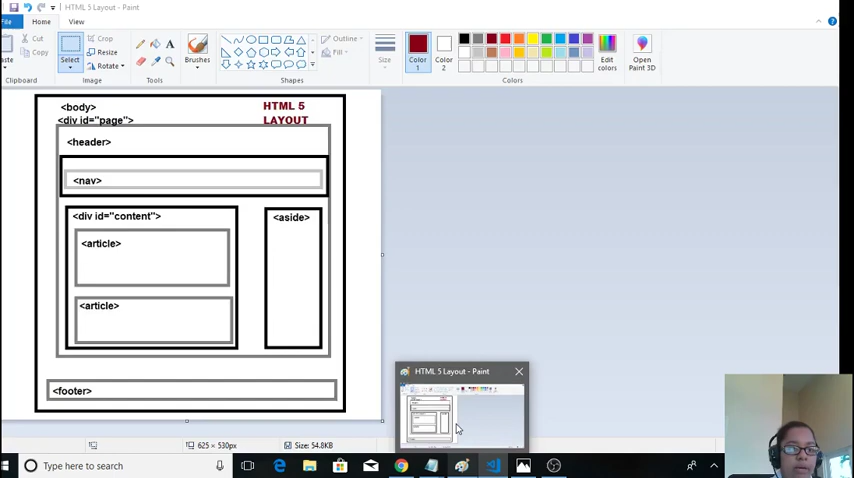 HTML 5 Layout - Paint
File
Home
View
Paste
Cut
Copy
Clipboard
Select
Crop
Resize
Rotate
Image
A
Tools
Brushes
Shapes
Outline
Fill
Size
Color
1
Color
2
Colors
Edit
colors
Open
Paint 3D
<body>
<div id="page">
HTML 5
LAYOUT
<header>
<nav>
<div id="content">
<aside>
<article>
<article>
<footer>
HTML 5 Layout - Paint
625 × 530px
Size: 54.8KB
Type here to search